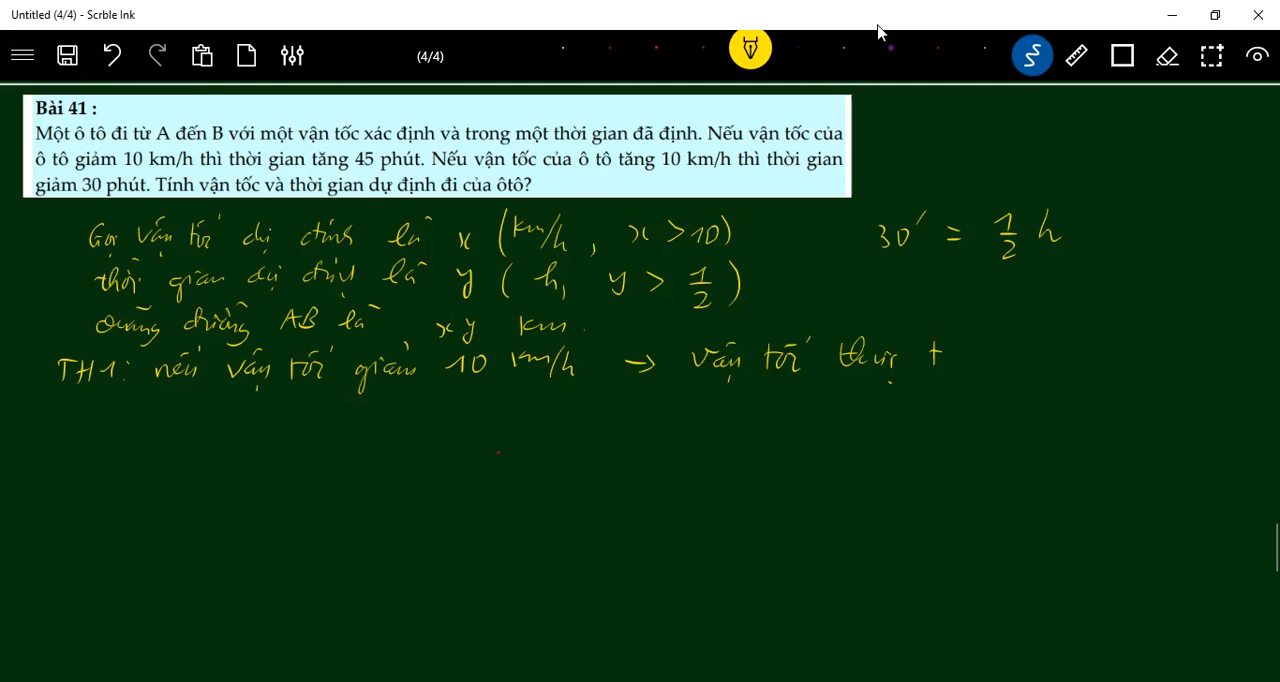 Untitled (4/4) - Scrble Ink
(4/4)
Bài 41 :
Một ô tô đi từ A đến B với một vận tốc xác định và trong một thời gian đã định. Nếu vận tốc của
ô tô giảm 10 km/h thì thời gian tăng 45 phút. Nếu vận tốc của ô tô tăng 10 km/h thì thời gian
giảm 30 phút. Tính vận tốc và thời gian dự định đi của ôtô?
Gọi vận tốc dự định là x (km/h, x > 10) 30' = 1/2 h
thời gian dự định là y (h, y > 1/2)
Quãng đường AB là xy km.
TH1: nếu vận tốc giảm 10 km/h → vận tốc thực t